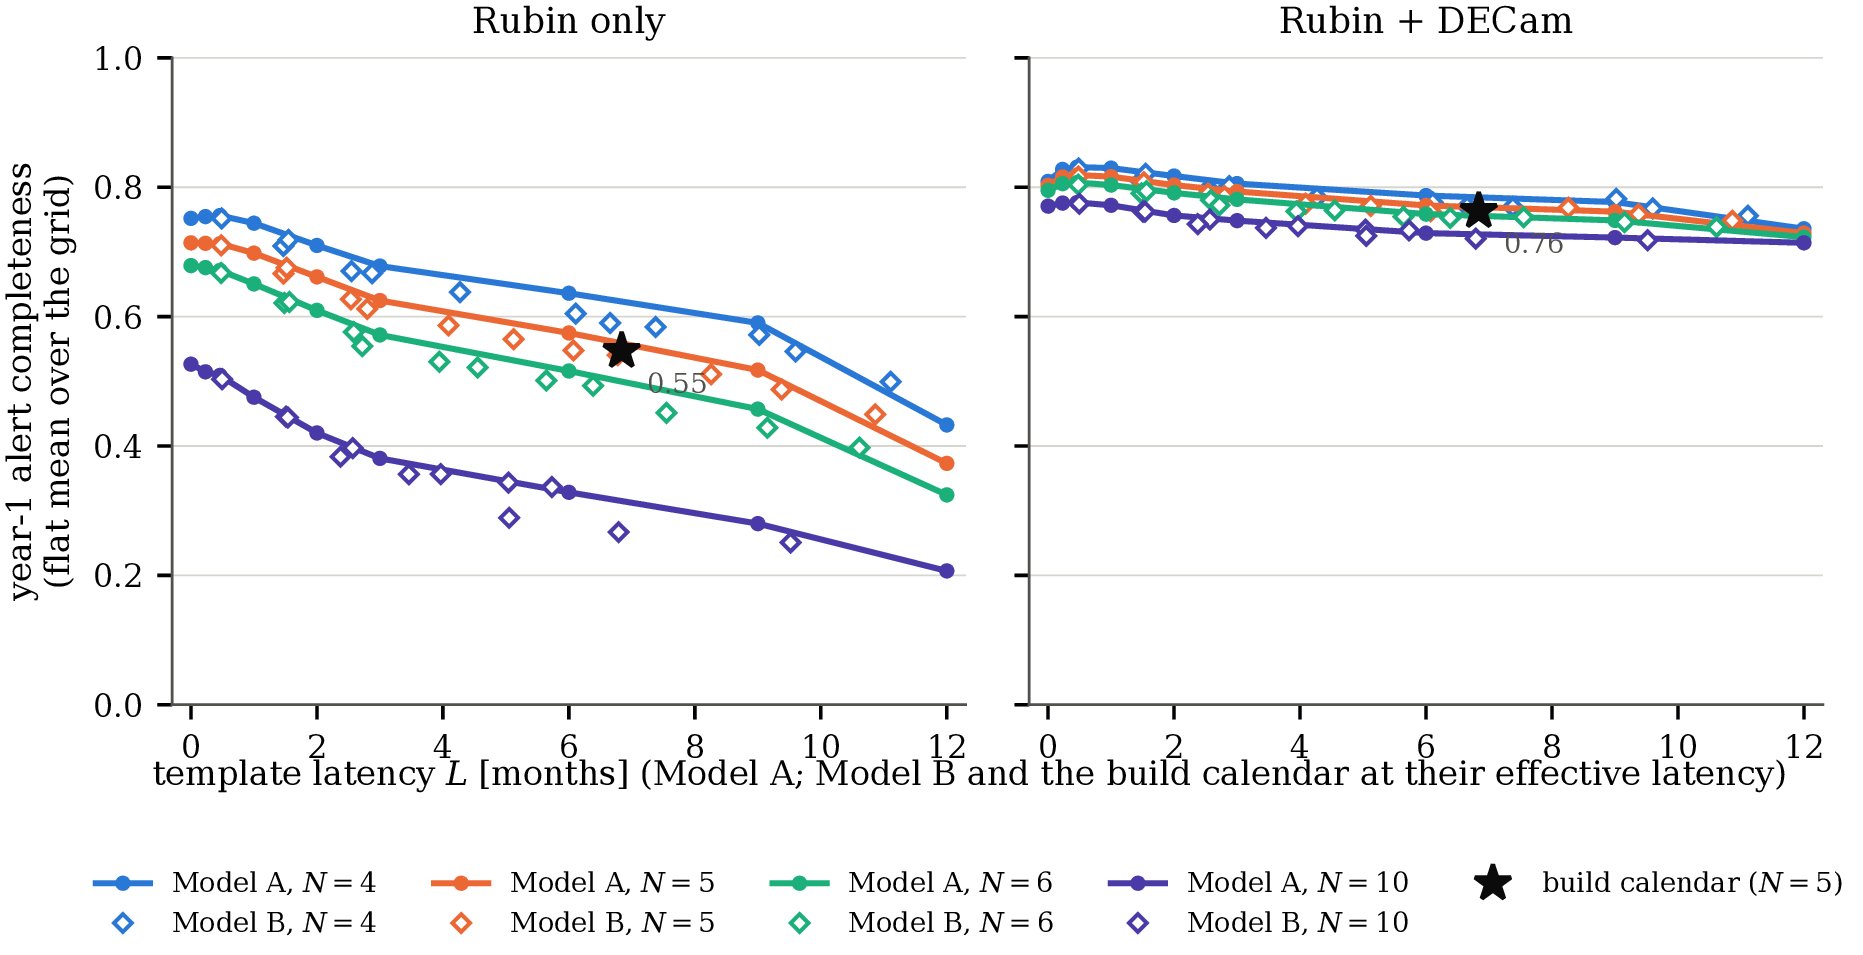 Rubin only
Rubin + DECam
year-1 alert completeness
(flat mean over the grid)
1.0
0.8
0.6
0.4
0.2
0.0
0.55
0.76
0 2 4 6 8 10 12
0 2 4 6 8 10 12
template latency L [months] (Model A; Model B and the build calendar at their effective latency)
Model A, N = 4
Model B, N = 4
Model A, N = 5
Model B, N = 5
Model A, N = 6
Model B, N = 6
Model A, N = 10
Model B, N = 10
build calendar (N = 5)